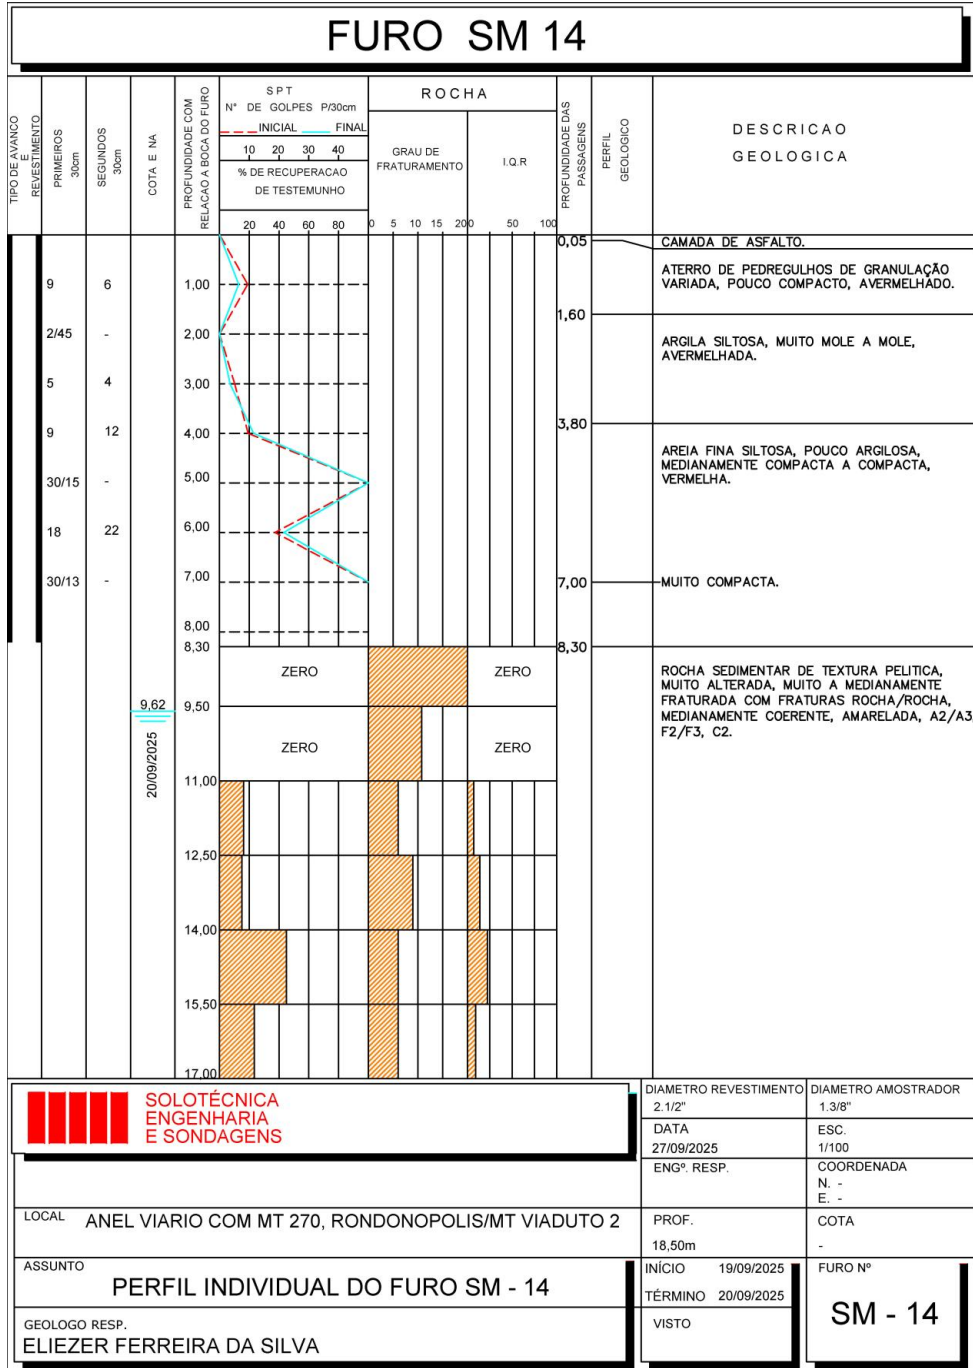 FURO SM 14
TIPO DE AVANCO
E
REVESTIMENTO
PRIMEIROS
30cm
SEGUNDOS
30cm
COTA E NA
PROFUNDIDADE COM
RELACAO A BOCA DO FURO
S P T
N° DE GOLPES P/30cm
INICIAL FINAL
10 20 30 40
% DE RECUPERACAO
DE TESTEMUNHO
20 40 60 80
ROCHA
GRAU DE
FRATURAMENTO
0 5 10 15 20
I.Q.R
0 50 100
PROFUNDIDADE DAS
PASSAGENS
PERFIL
GEOLOGICO
DESCRICAO
GEOLOGICA
0,05
CAMADA DE ASFALTO.
ATERRO DE PEDREGULHOS DE GRANULAÇÃO
VARIADA, POUCO COMPACTO, AVERMELHADO.
9 6 1,00
1,60
2/45 - 2,00
ARGILA SILTOSA, MUITO MOLE A MOLE,
AVERMELHADA.
5 4 3,00
3,80
9 12 4,00
AREIA FINA SILTOSA, POUCO ARGILOSA,
MEDIANAMENTE COMPACTA A COMPACTA,
VERMELHA.
30/15 - 5,00
18 22 6,00
30/13 - 7,00
7,00
MUITO COMPACTA.
8,00
8.30
8,30
ZERO ZERO
ROCHA SEDIMENTAR DE TEXTURA PELITICA,
MUITO ALTERADA, MUITO A MEDIANAMENTE
FRATURADA COM FRATURAS ROCHA/ROCHA,
MEDIANAMENTE COERENTE, AMARELADA, A2/A3
F2/F3, C2.
9,62
9,50
20/09/2025
ZERO ZERO
11,00
12,50
14,00
15,50
17,00
SOLOTÉCNICA
ENGENHARIA
E SONDAGENS
DIAMETRO REVESTIMENTO
2.1/2"
DIAMETRO AMOSTRADOR
1.3/8"
DATA
27/09/2025
ESC.
1/100
ENGº. RESP.
COORDENADA
N. -
E. -
LOCAL ANEL VIARIO COM MT 270, RONDONOPOLIS/MT VIADUTO 2
PROF.
18,50m
COTA
-
ASSUNTO
PERFIL INDIVIDUAL DO FURO SM - 14
INÍCIO 19/09/2025
TÉRMINO 20/09/2025
FURO Nº
SM - 14
GEOLOGO RESP.
ELIEZER FERREIRA DA SILVA
VISTO